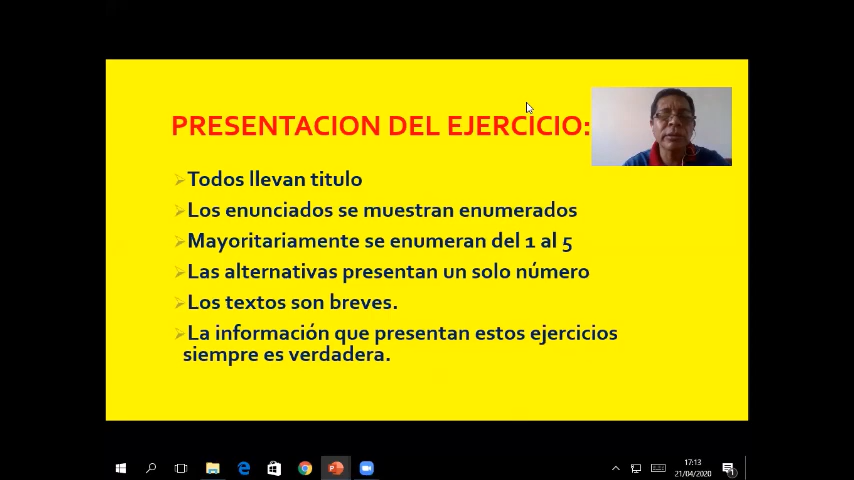 PRESENTACION DEL EJERCICIO:
Todos llevan titulo
Los enunciados se muestran enumerados
Mayoritariamente se enumeran del 1 al 5
Las alternativas presentan un solo número
Los textos son breves.
La información que presentan estos ejercicios
siempre es verdadera.
17:13
21/04/2020